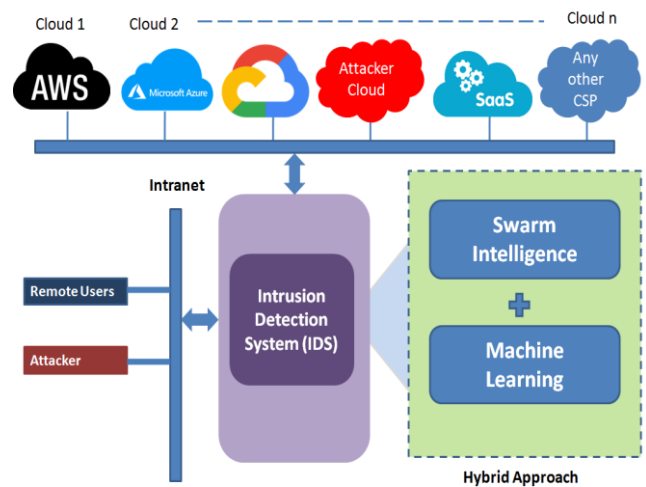 Cloud 1
Cloud 2
Cloud n
AWS
Microsoft Azure
Attacker
Cloud
SaaS
Any
other
CSP
Intranet
Remote Users
Attacker
Intrusion
Detection
System (IDS)
Swarm
Intelligence
Machine
Learning
Hybrid Approach